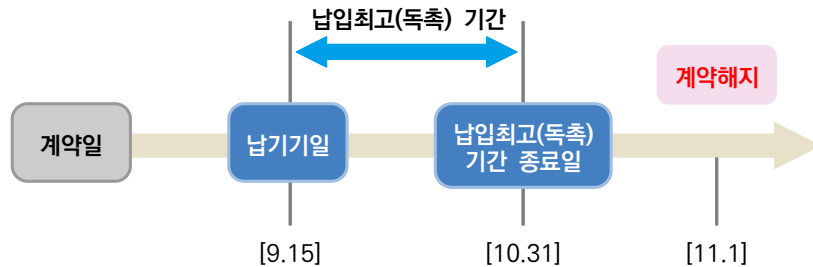 납입최고(독촉) 기간
계약해지
계약일
납기기일
납입최고(독촉)
기간 종료일
[9.15]
[10.31]
[11.1]